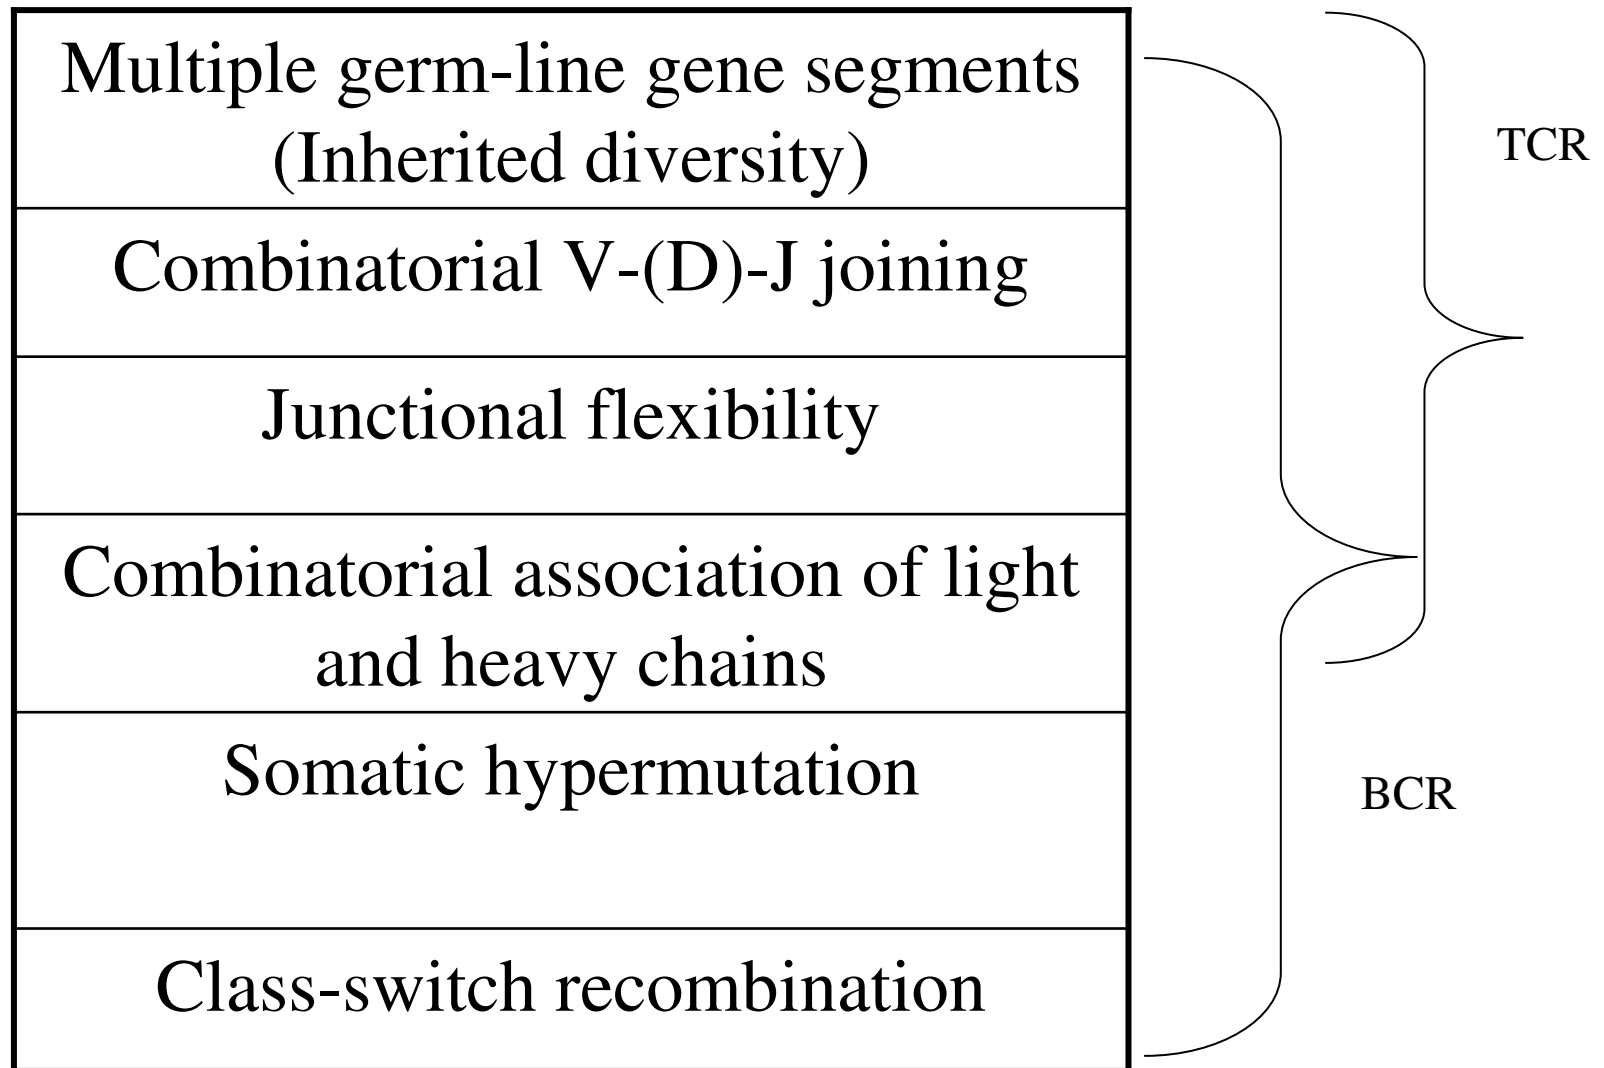 Multiple germ-line gene segments
(Inherited diversity)
Combinatorial V-(D)-J joining
Junctional flexibility
Combinatorial association of light
and heavy chains
Somatic hypermutation
Class-switch recombination
TCR
BCR